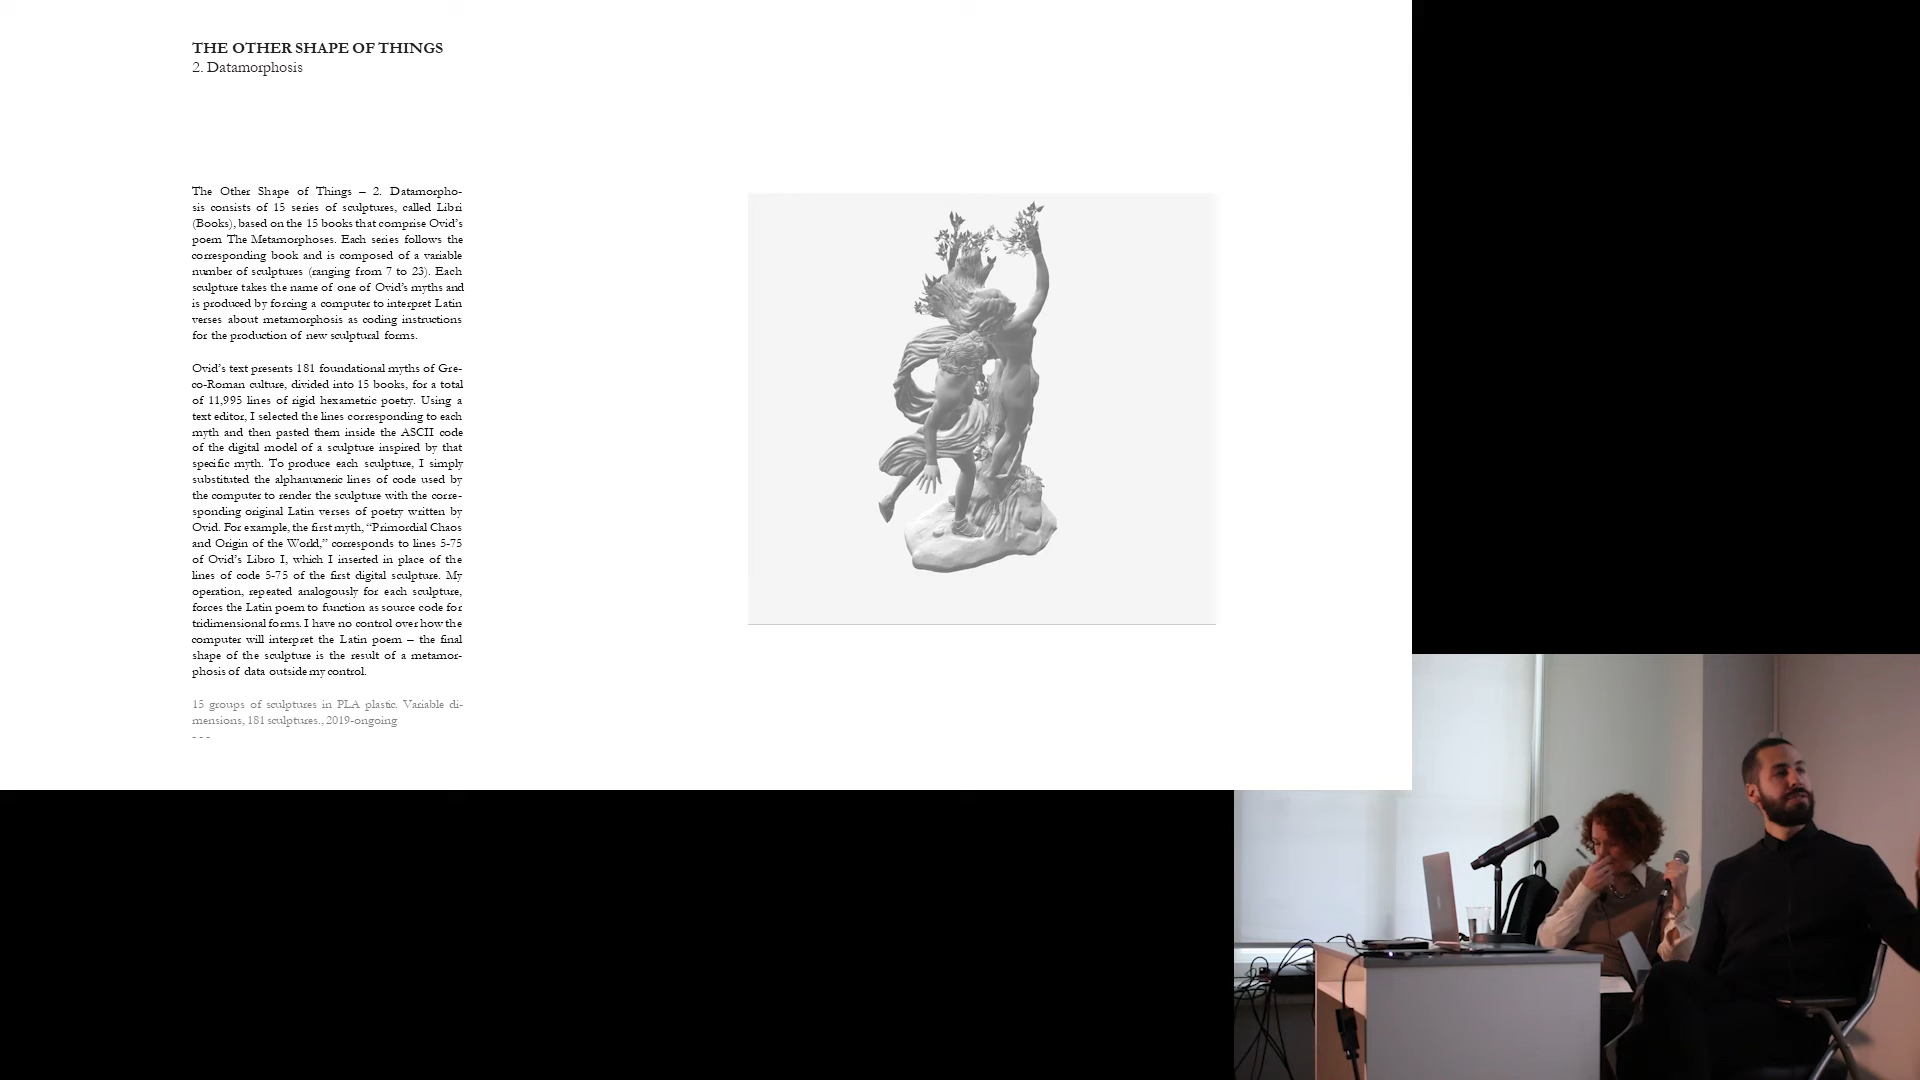 THE OTHER SHAPE OF THINGS
2. Datamorphosis
The Other Shape of Things – 2. Datamorpho-
sis consists of 15 series of sculptures, called Libri
(Books), based on the 15 books that comprise Ovid's
poem The Metamorphoses. Each series follows the
corresponding book and is composed of a variable
number of sculptures (ranging from 7 to 23). Each
sculpture takes the name of one of Ovid's myths and
is produced by forcing a computer to interpret Latin
verses about metamorphosis as coding instructions
for the production of new sculptural forms.
Ovid's text presents 181 foundational myths of Gre-
co-Roman culture, divided into 15 books, for a total
of 11,995 lines of rigid hexametric poetry. Using a
text editor, I selected the lines corresponding to each
myth and then pasted them inside the ASCII code
of the digital model of a sculpture inspired by that
specific myth. To produce each sculpture, I simply
substituted the alphanumeric lines of code used by
the computer to render the sculpture with the corre-
sponding original Latin verses of poetry written by
Ovid. For example, the first myth, “Primordial Chaos
and Origin of the World,” corresponds to lines 5-75
of Ovid's Libro I, which I inserted in place of the
lines of code 5-75 of the first digital sculpture. My
operation, repeated analogously for each sculpture,
forces the Latin poem to function as source code for
tridimensional forms. I have no control over how the
computer will interpret the Latin poem – the final
shape of the sculpture is the result of a metamor-
phosis of data outside my control.
15 groups of sculptures in PLA plastic. Variable di-
mensions, 181 sculptures., 2019-ongoing
- - -